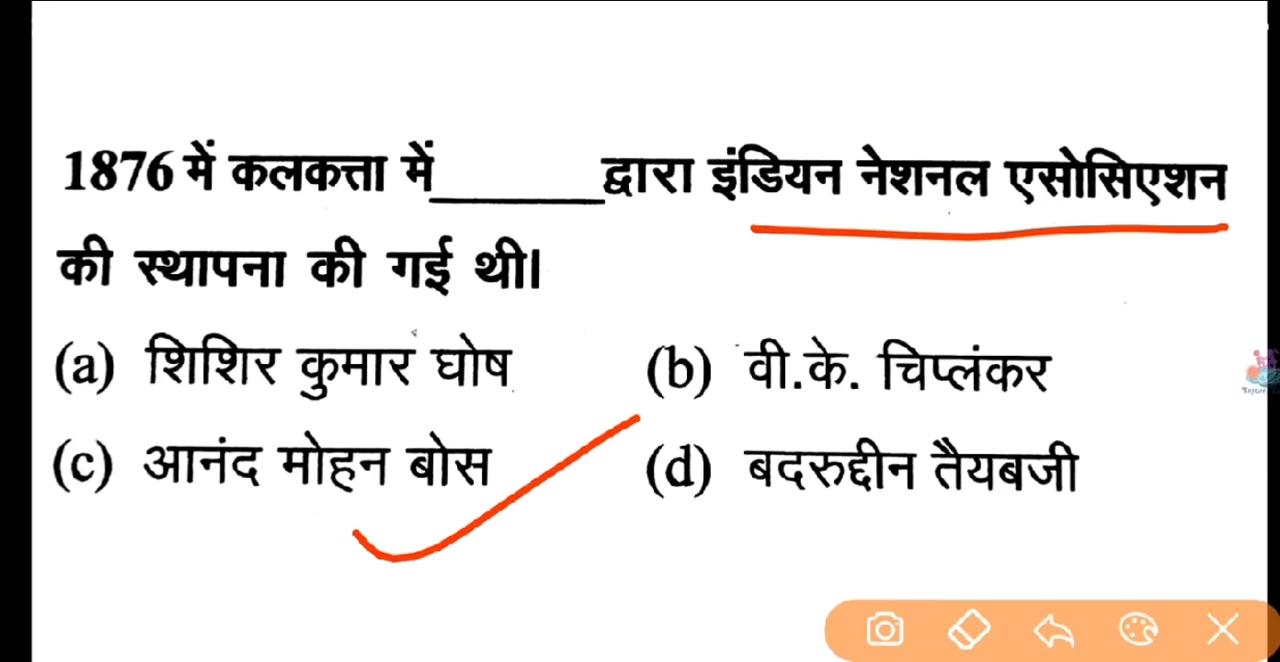 1876 में कलकत्ता में______द्वारा इंडियन नेशनल एसोसिएशन
की स्थापना की गई थी।
(a) शिशिर कुमार घोष (b) वी.के. चिप्लंकर
(c) आनंद मोहन बोस (d) बदरुद्दीन तैयबजी